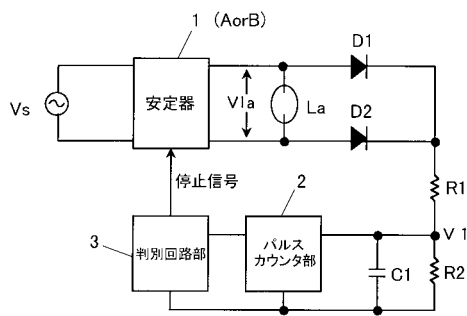 1 (AorB)
D1
Vs
安定器
Vla
La
D2
停止信号
R1
2
3
判別回路部
パルス
カウンタ部
V1
C1
R2